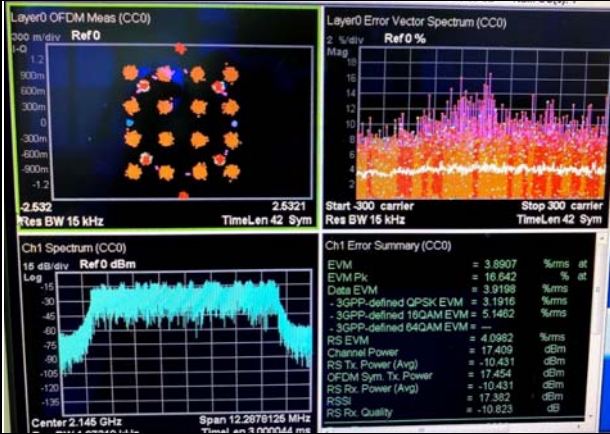 Layer0 OFDM Meas (CC0)
300 m/div Ref 0
I-Q
1.2
900m
600m
300m
0
-300m
-600m
-900m
-1.2
-2.532 2.5321
Res BW 15 kHz TimeLen 42 Sym
Layer0 Error Vector Spectrum (CC0)
2 %/div Ref 0 %
Mag
18
16
14
12
10
8
6
4
2
Start -300 carrier Stop 300 carrier
Res BW 15 kHz TimeLen 42 Sym
Ch1 Spectrum (CC0)
15 dB/div Ref 0 dBm
Log
-15
-30
-45
-60
-75
-90
-105
-120
-135
Center 2.145 GHz Span 12.2878125 MHz
TimeLen 3.000044 ms
Ch1 Error Summary (CC0)
EVM = 3.8907 %rms at
EVM Pk = 16.642 % at
Data EVM = 3.9198 %rms
- 3GPP-defined QPSK EVM = 3.1916 %rms
- 3GPP-defined 16QAM EVM = 5.1462 %rms
- 3GPP-defined 64QAM EVM = ---
RS EVM = 4.0982 %rms
Channel Power = 17.409 dBm
RS Tx. Power (Avg) = -10.431 dBm
OFDM Sym. Tx. Power = 17.454 dBm
RS Rx. Power (Avg) = -10.431 dBm
RSSI = 17.382 dBm
RS Rx. Quality = -10.823 dB